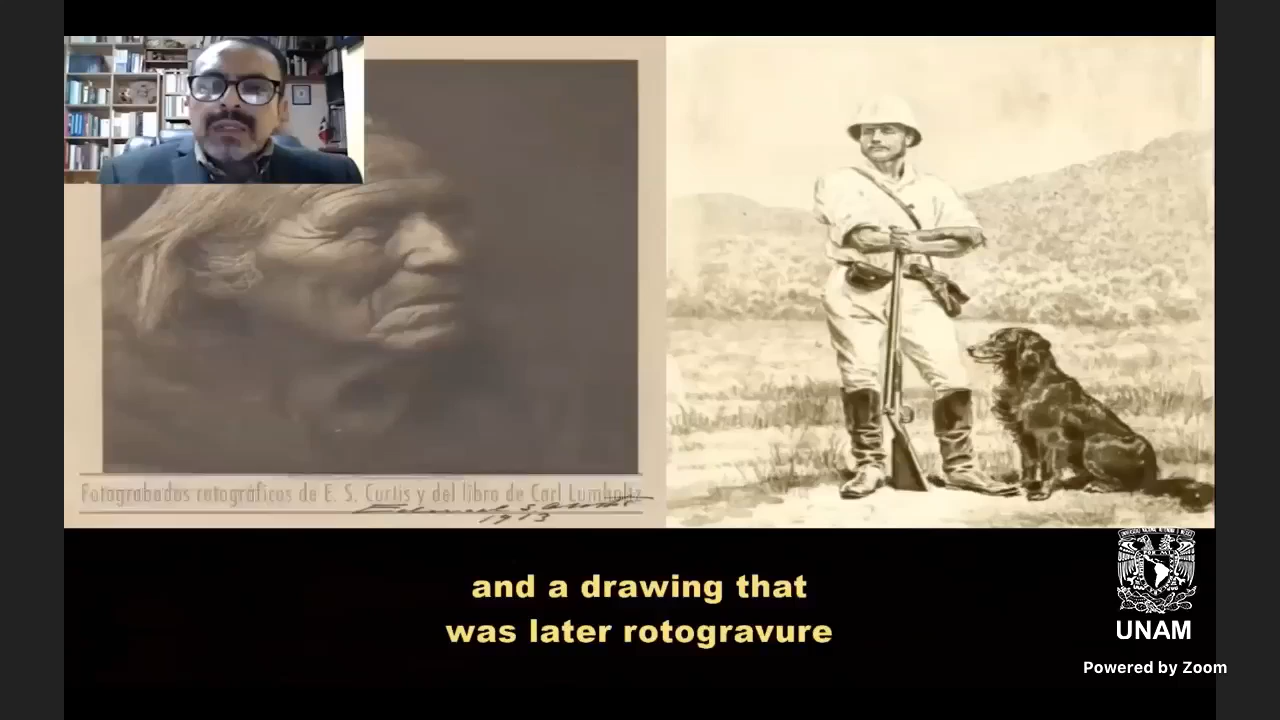 Fotograbados rotográficos de E. S. Curtis y del libro de Carl Lumholtz
1913
and a drawing that
was later rotogravure
UNAM
Powered by Zoom